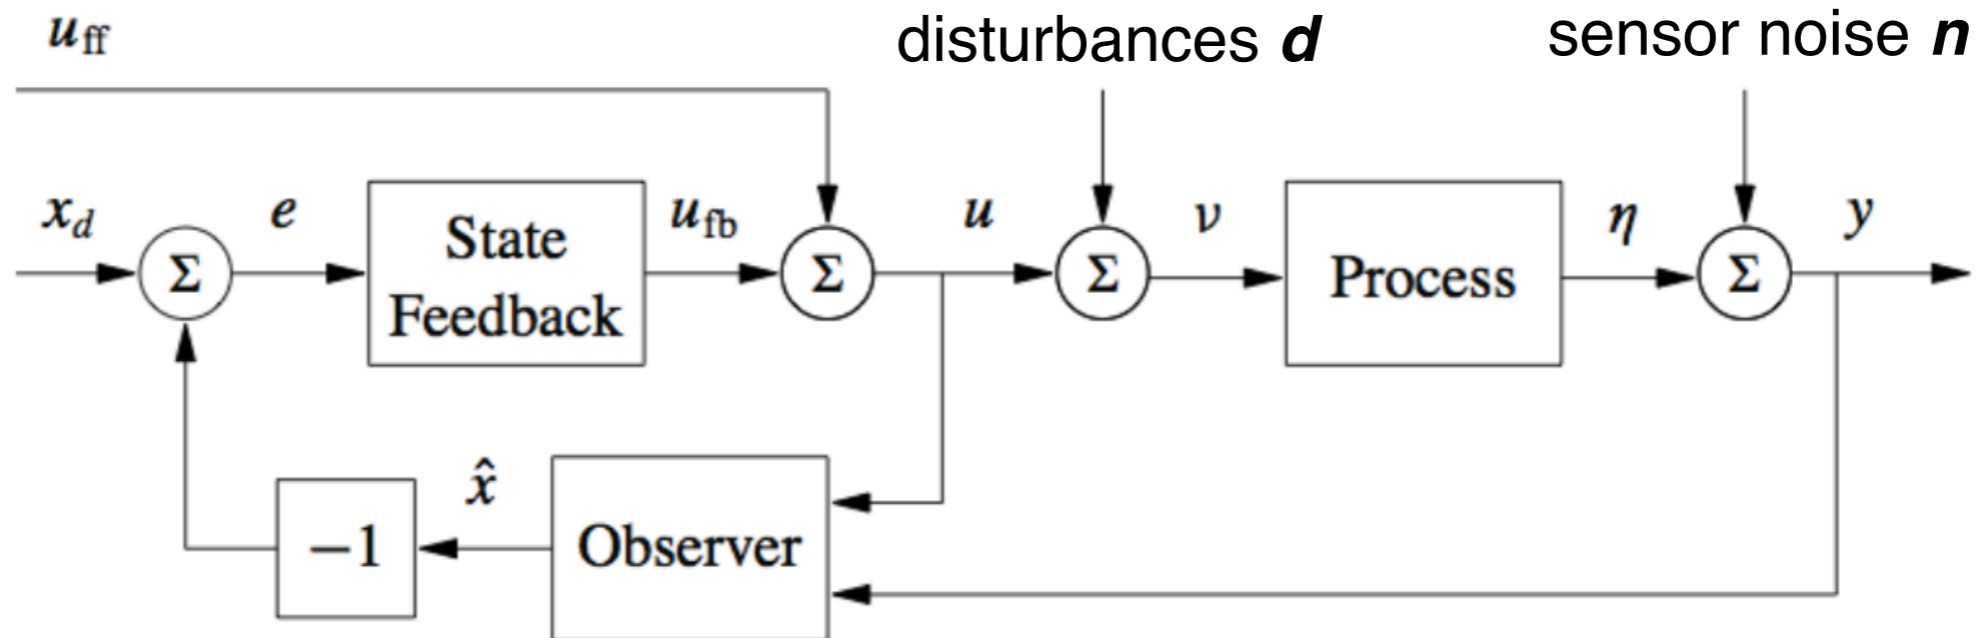 u_ff
disturbances d
sensor noise n
x_d
e
State
Feedback
u_fb
u
ν
Process
η
y
Σ
Σ
Σ
Σ
x̂
−1
Observer